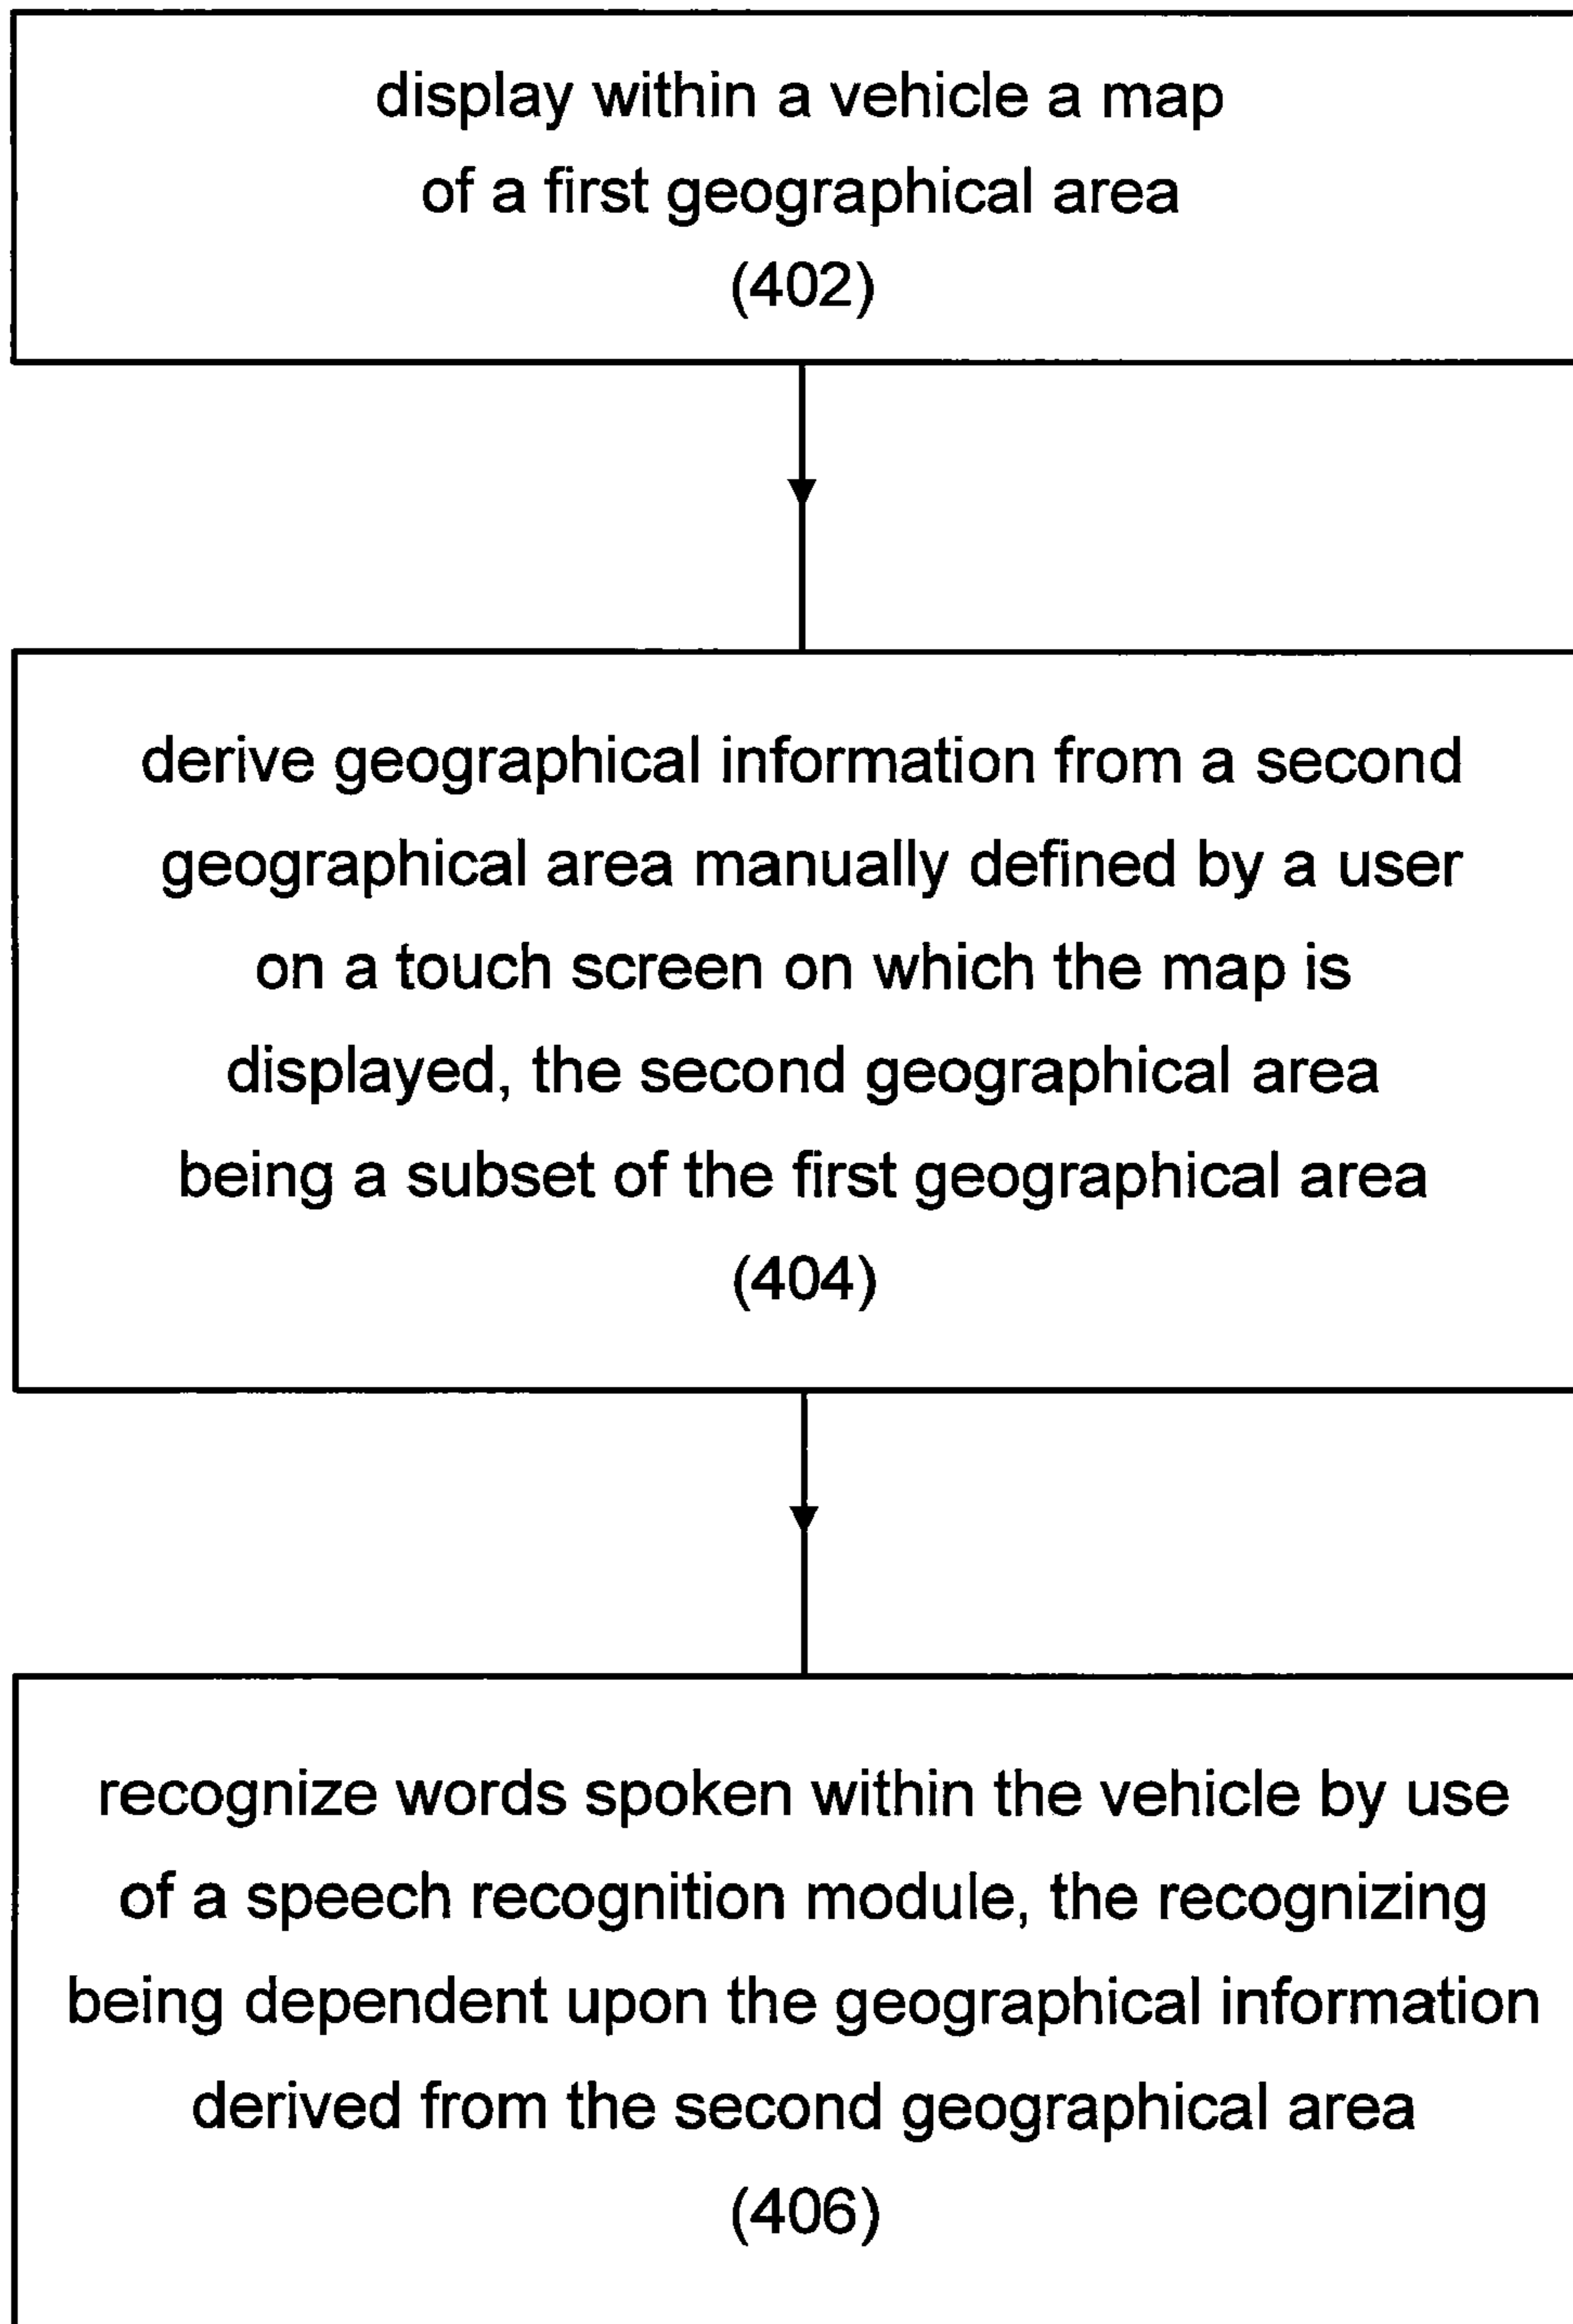 display within a vehicle a map
of a first geographical area
(402)
derive geographical information from a second
geographical area manually defined by a user
on a touch screen on which the map is
displayed, the second geographical area
being a subset of the first geographical area
(404)
recognize words spoken within the vehicle by use
of a speech recognition module, the recognizing
being dependent upon the geographical information
derived from the second geographical area
(406)